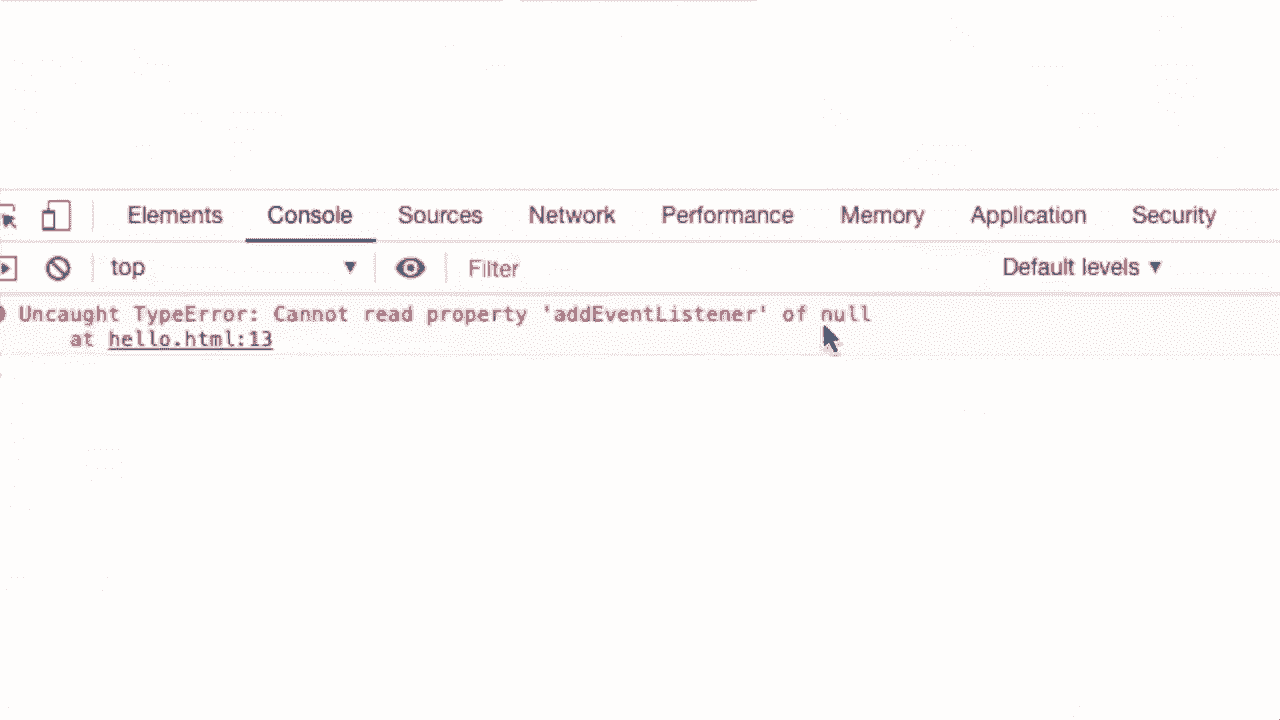 Elements Console Sources Network Performance Memory Application Security
top Filter Default levels
Uncaught TypeError: Cannot read property 'addEventListener' of null
at hello.html:13